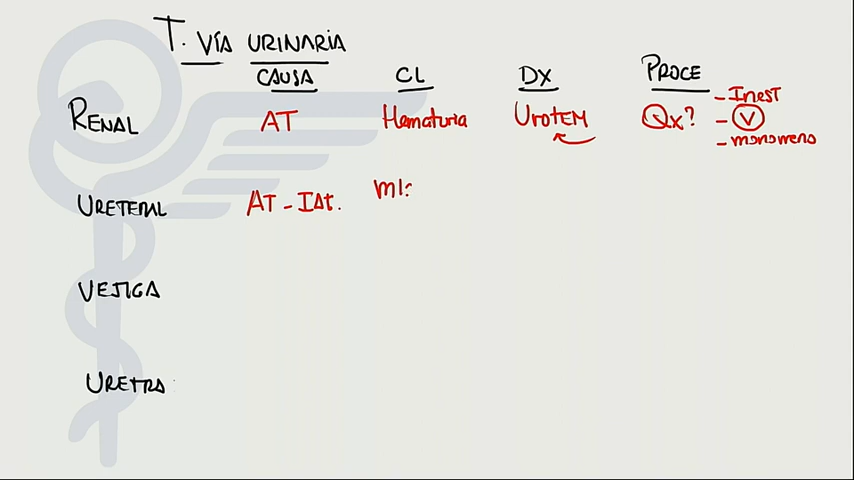 T. VÍA URINARIA
CAUSA CL DX PROCE
RENAL AT Hematuria UroTEM Qx? - Inest
- V
- monorreno
URETERAL AT - IAt.
VEJIGA
URETRA